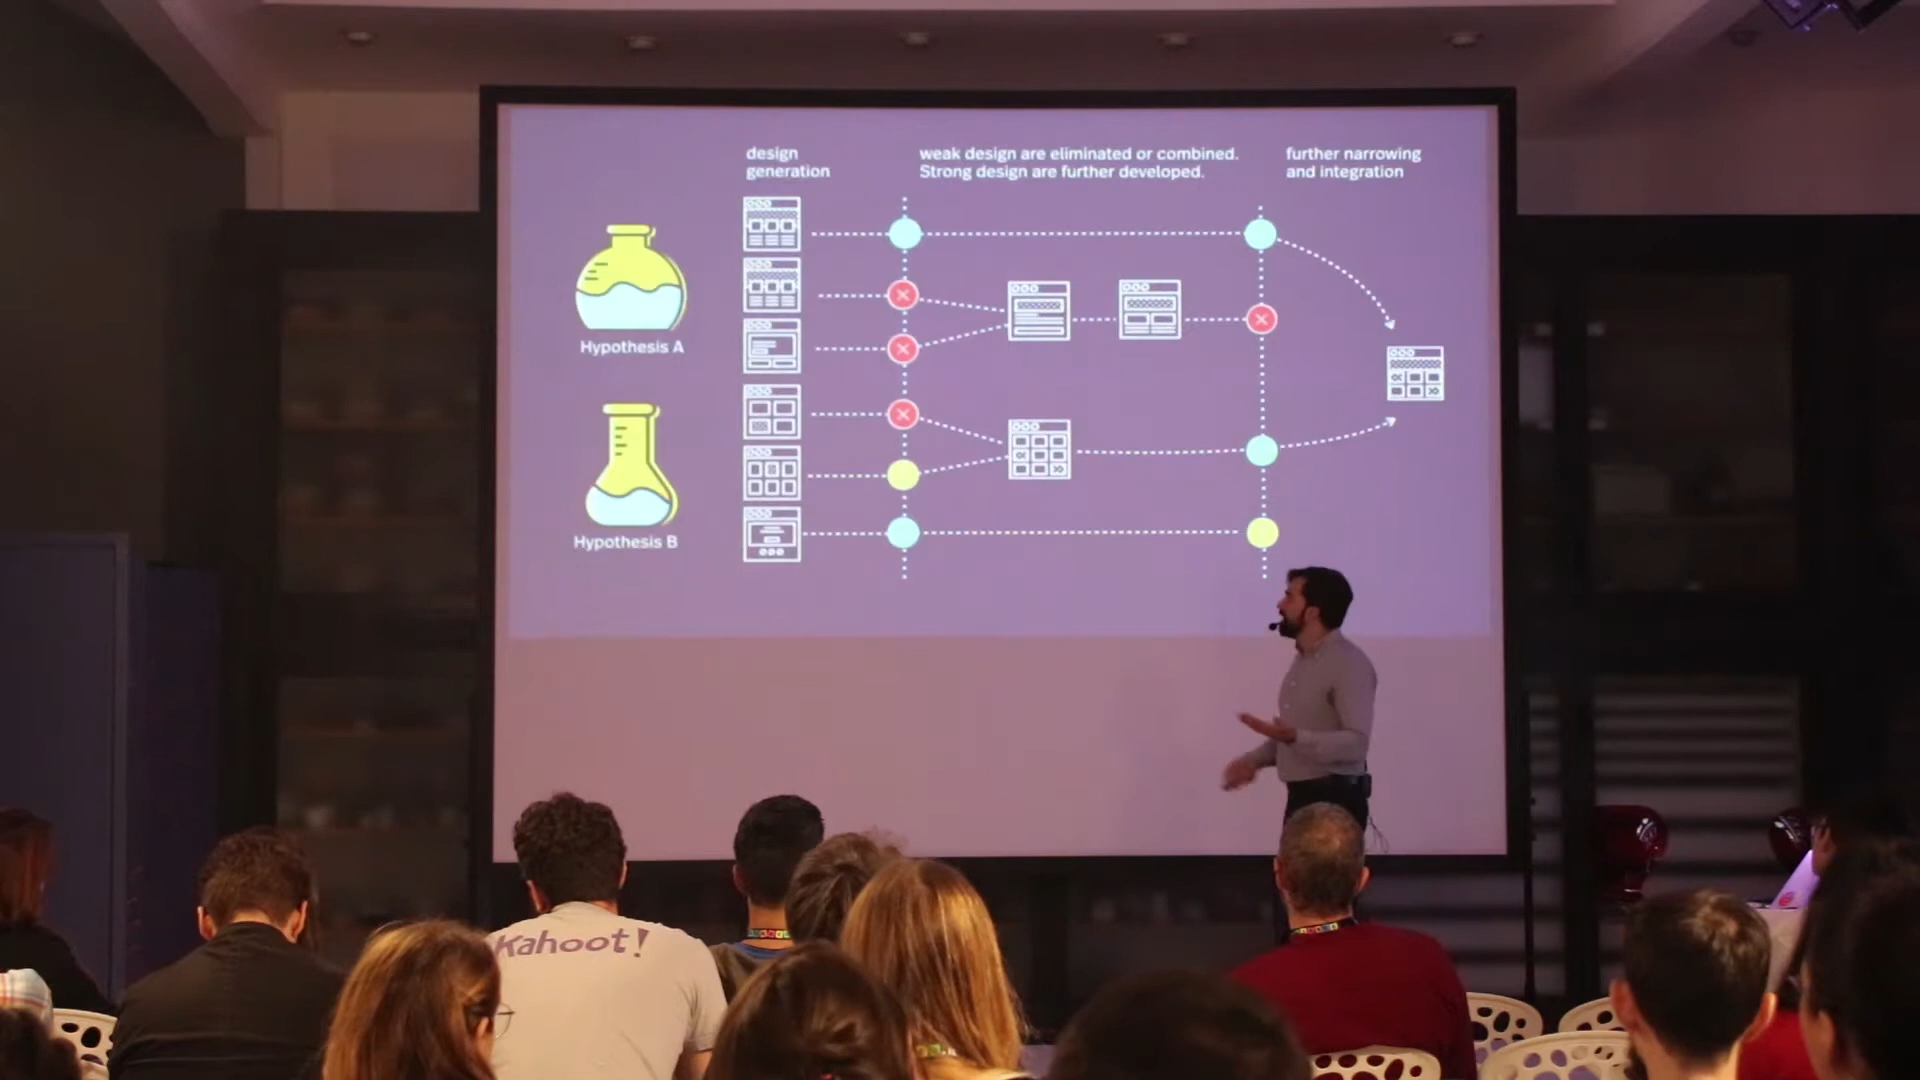 design
generation
weak design are eliminated or combined.
Strong design are further developed.
further narrowing
and integration
Hypothesis A
Hypothesis B
Kahoot!